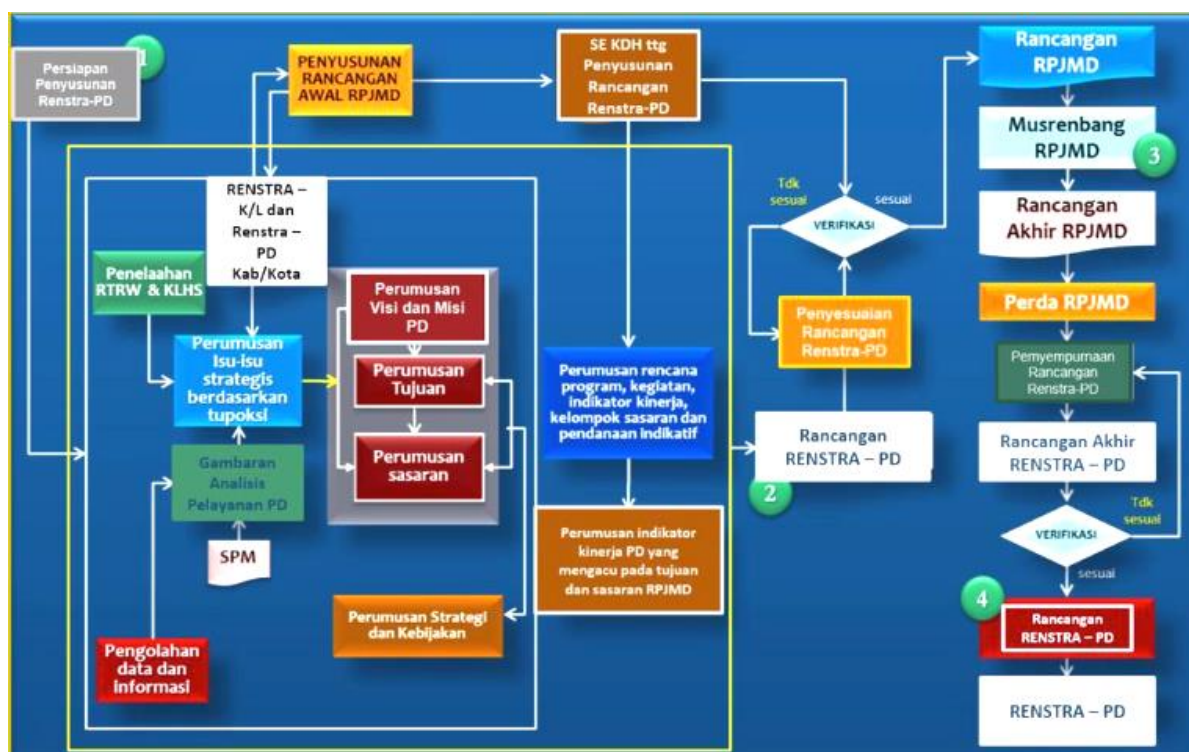 1
Persiapan
Penyusunan
Renstra-PD
PENYUSUNAN
RANCANGAN
AWAL RPJMD
SE KDH ttg
Penyusunan
Rancangan
Renstra-PD
Rancangan
RPJMD
Musrenbang
RPJMD
3
Rancangan
Akhir RPJMD
Perda RPJMD
Pemyempurnaan
Rancangan
Renstra-PD
Rancangan Akhir
RENSTRA – PD
Tdk
sesuai
VERIFIKASI
sesuai
4
Rancangan
RENSTRA – PD
RENSTRA – PD
Tdk
sesuai
sesuai
VERIFIKASI
Penyesuaian
Rancangan
Renstra-PD
Rancangan
RENSTRA – PD
2
RENSTRA –
K/L dan
Renstra –
PD
Kab/Kota
Penelaahan
RTRW & KLHS
Perumusan
Isu-isu
strategis
berdasarkan
tupoksi
Gambaran
Analisis
Pelayanan PD
SPM
Pengolahan
data dan
informasi
Perumusan
Visi dan Misi
PD
Perumusan
Tujuan
Perumusan
sasaran
Perumusan Strategi
dan Kebijakan
Perumusan rencana
program, kegiatan,
indikator kinerja,
kelompok sasaran dan
pendanaan indikatif
Perumusan indikator
kinerja PD yang
mengacu pada tujuan
dan sasaran RPJMD